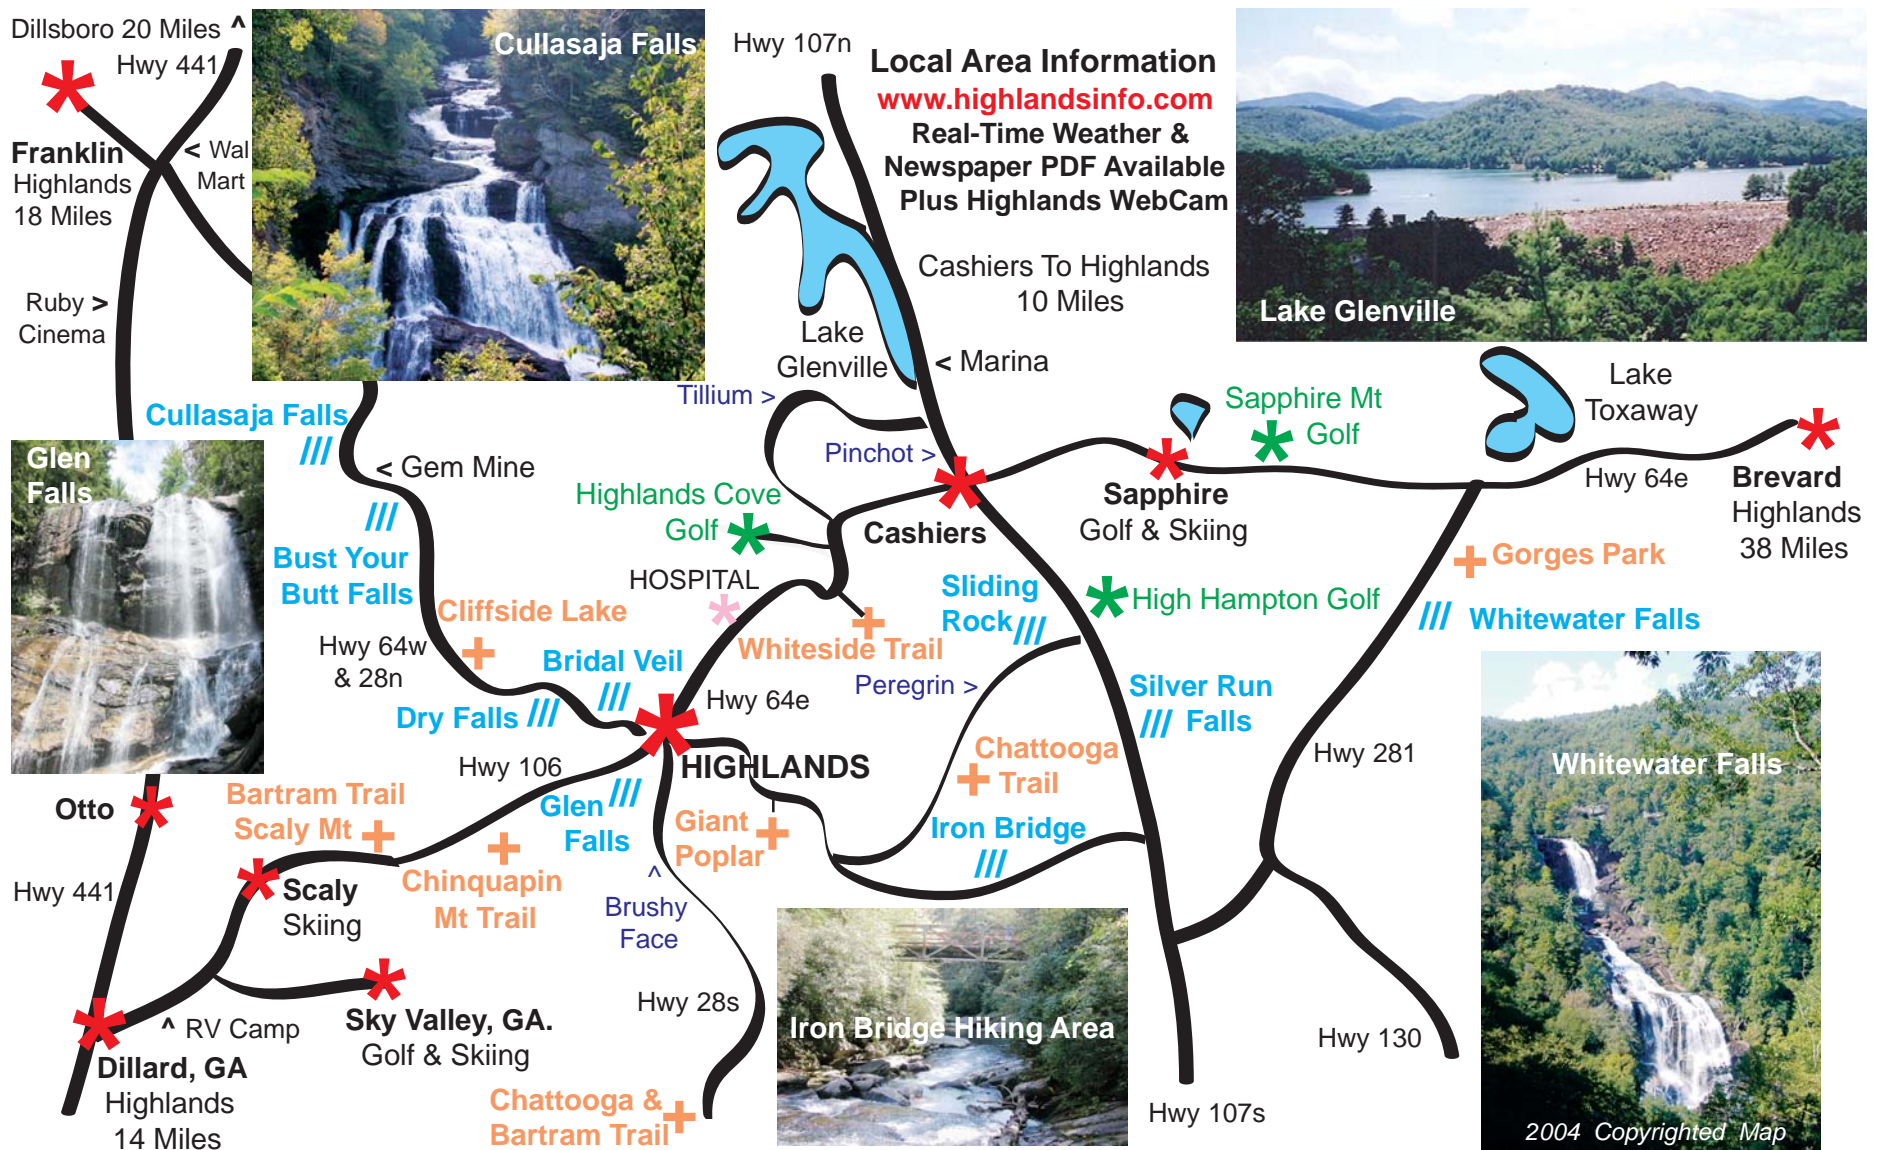 Dillsboro 20 Miles ^
Hwy 441
Franklin
Highlands
18 Miles
< Wal
Mart
Ruby >
Cinema
Cullasaja Falls
Hwy 107n
Local Area Information
www.highlandsinfo.com
Real-Time Weather &
Newspaper PDF Available
Plus Highlands WebCam
Cashiers To Highlands
10 Miles
Lake Glenville
Lake
Glenville
< Marina
Tillium >
Pinchot >
Sapphire Mt
Golf
Lake
Toxaway
Cullasaja Falls
< Gem Mine
Glen
Falls
Highlands Cove
Golf
Cashiers
Sapphire
Golf & Skiing
Hwy 64e
Brevard
Highlands
38 Miles
Bust Your
Butt Falls
HOSPITAL
Gorges Park
Sliding
Rock
High Hampton Golf
Whitewater Falls
Cliffside Lake
Hwy 64w
& 28n
Bridal Veil
Whiteside Trail
Peregrin >
Dry Falls
Hwy 64e
Silver Run
Falls
Hwy 106
HIGHLANDS
Chattooga
Trail
Hwy 281
Whitewater Falls
Otto
Bartram Trail
Scaly Mt
Glen
Falls
Giant
Poplar
Iron Bridge
Hwy 441
Scaly
Skiing
Chinquapin
Mt Trail
^
Brushy
Face
Hwy 28s
^ RV Camp
Sky Valley, GA.
Golf & Skiing
Iron Bridge Hiking Area
Hwy 130
Dillard, GA
Highlands
14 Miles
Chattooga &
Bartram Trail
Hwy 107s
2004 Copyrighted Map